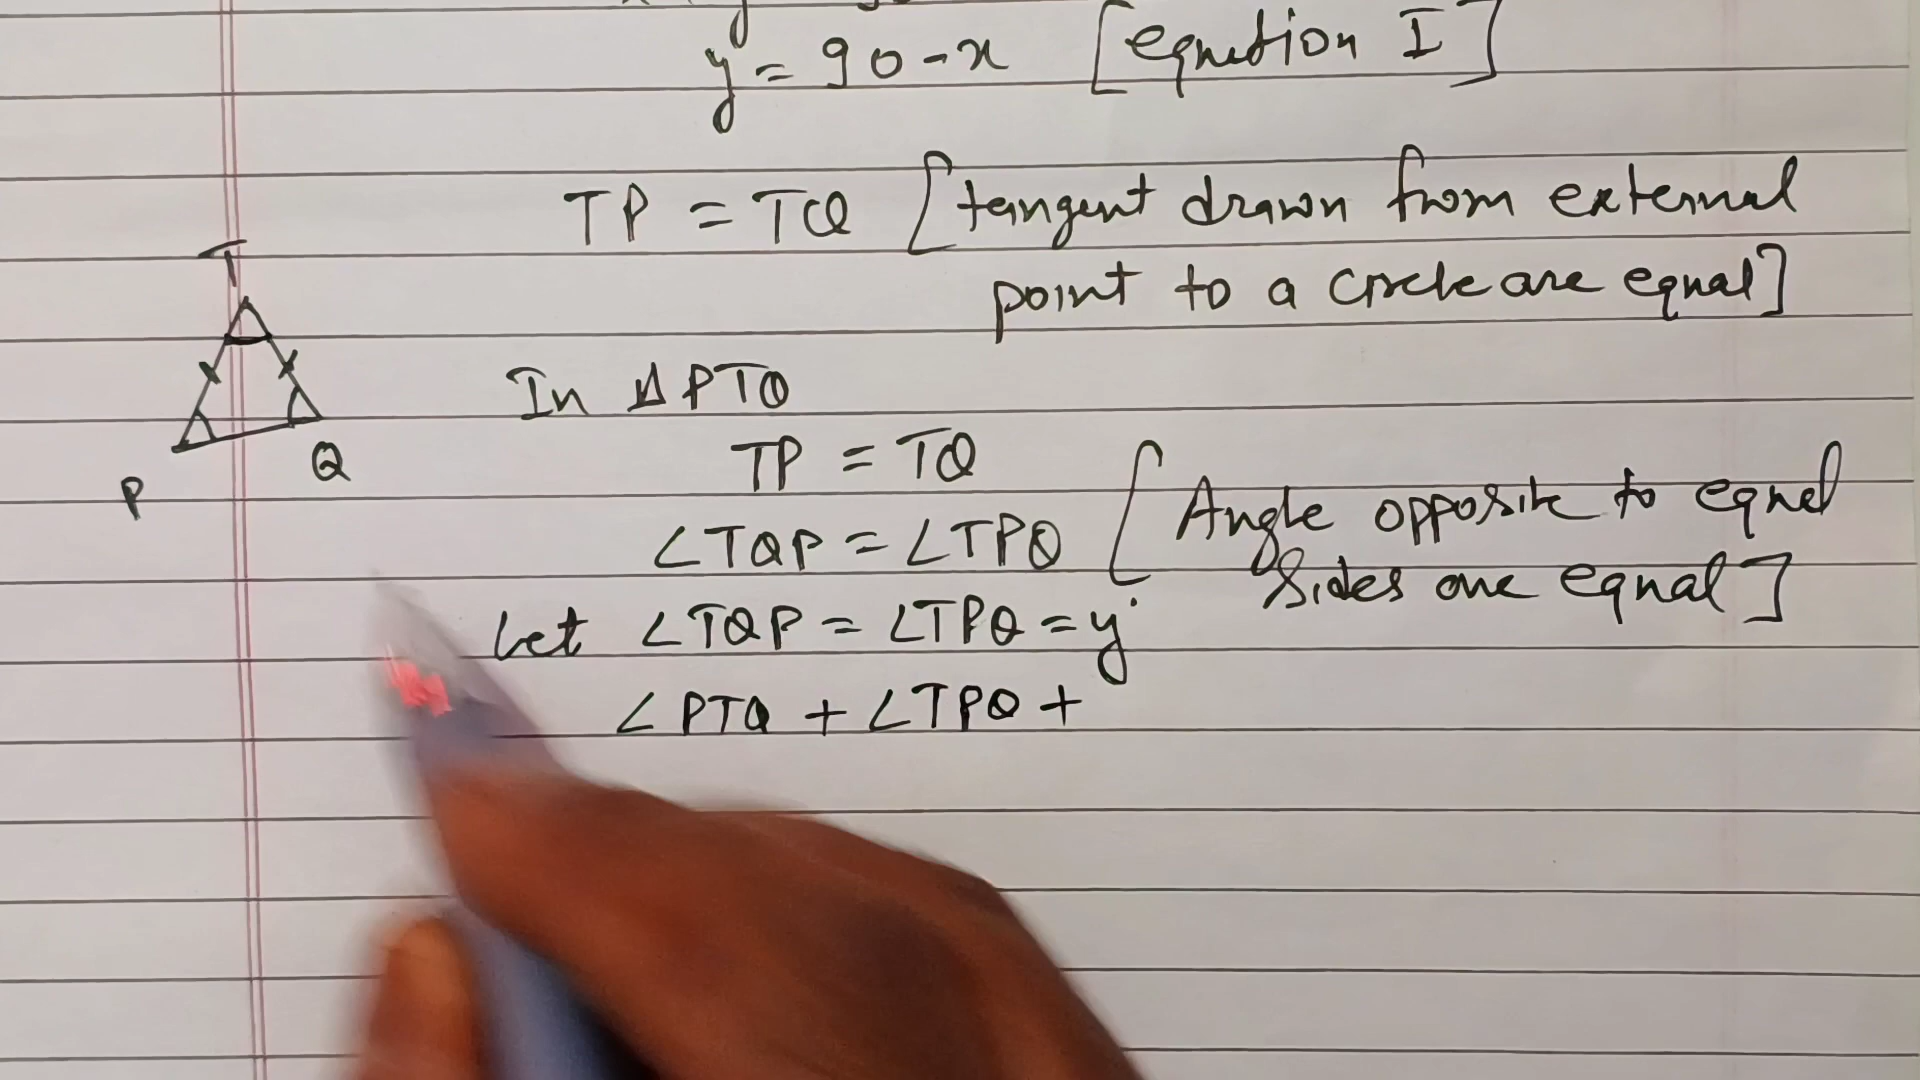 y = 90 - x [equation I]
TP = TQ [tangent drawn from external
point to a circle are equal]
T
P
Q
In Δ PTQ
TP = TQ
∠TQP = ∠TPQ [Angle opposite to equal
Sides are equal]
Let ∠TQP = ∠TPQ = y
∠PTQ + ∠TPQ +